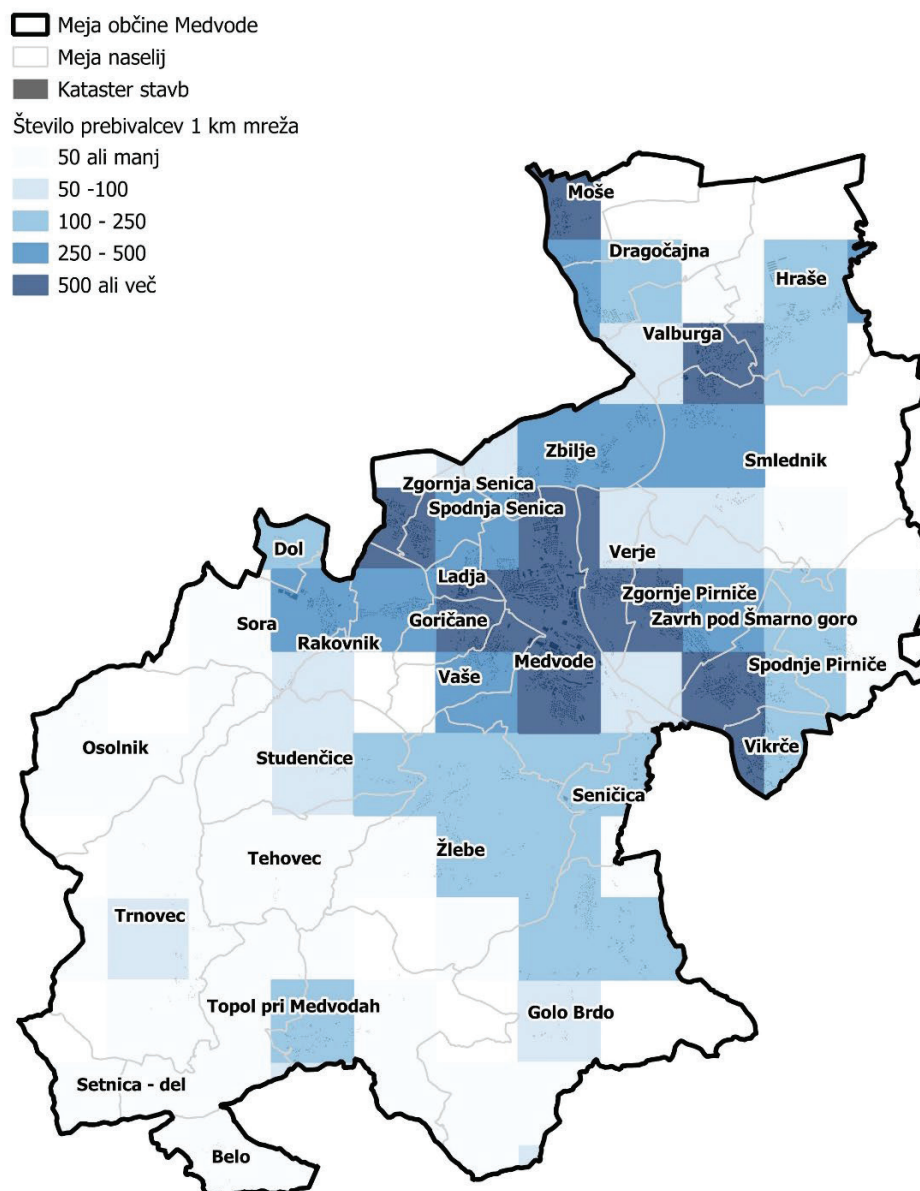 Meja občine Medvode
Meja naselij
Kataster stavb
Število prebivalcev 1 km mreža
50 ali manj
50 -100
100 - 250
250 - 500
500 ali več
Moše
Dragočajna
Hraše
Valburga
Zbilje
Smlednik
Zgornja Senica
Spodnja Senica
Dol
Verje
Ladja
Zgornje Pirniče
Sora
Goričane
Zavrh pod Šmarno goro
Rakovnik
Medvode
Spodnje Pirniče
Vaše
Osolnik
Vikrče
Studenčice
Seničica
Žlebe
Tehovec
Trnovec
Topol pri Medvodah
Golo Brdo
Setnica - del
Belo